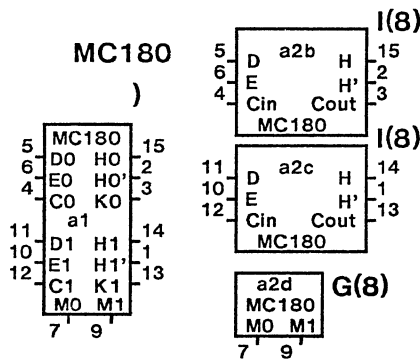 MC180
)
MC180
5 D0 H0 15
6 E0 H0' 2
4 C0 K0 3
a1
11 D1 H1 14
10 E1 H1' 1
12 C1 K1 13
M0 M1
7 9
I(8)
a2b
5 D H 15
6 E H' 2
4 Cin Cout 3
MC180
I(8)
a2c
11 D H 14
10 E H' 1
12 Cin Cout 13
MC180
a2d G(8)
MC180
M0 M1
7 9